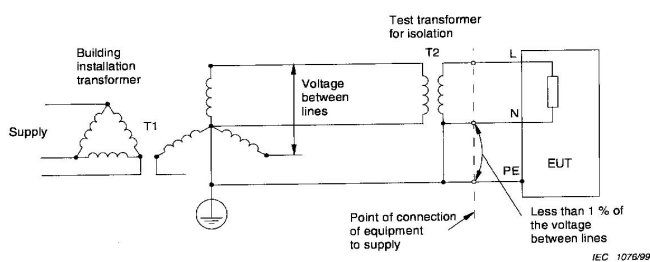 Test transformer
for isolation
Building
installation
transformer
T2
L
Voltage
between
lines
N
Supply
T1
PE
EUT
Point of connection
of equipment
to supply
Less than 1 % of
the voltage
between lines
IEC 1076/99